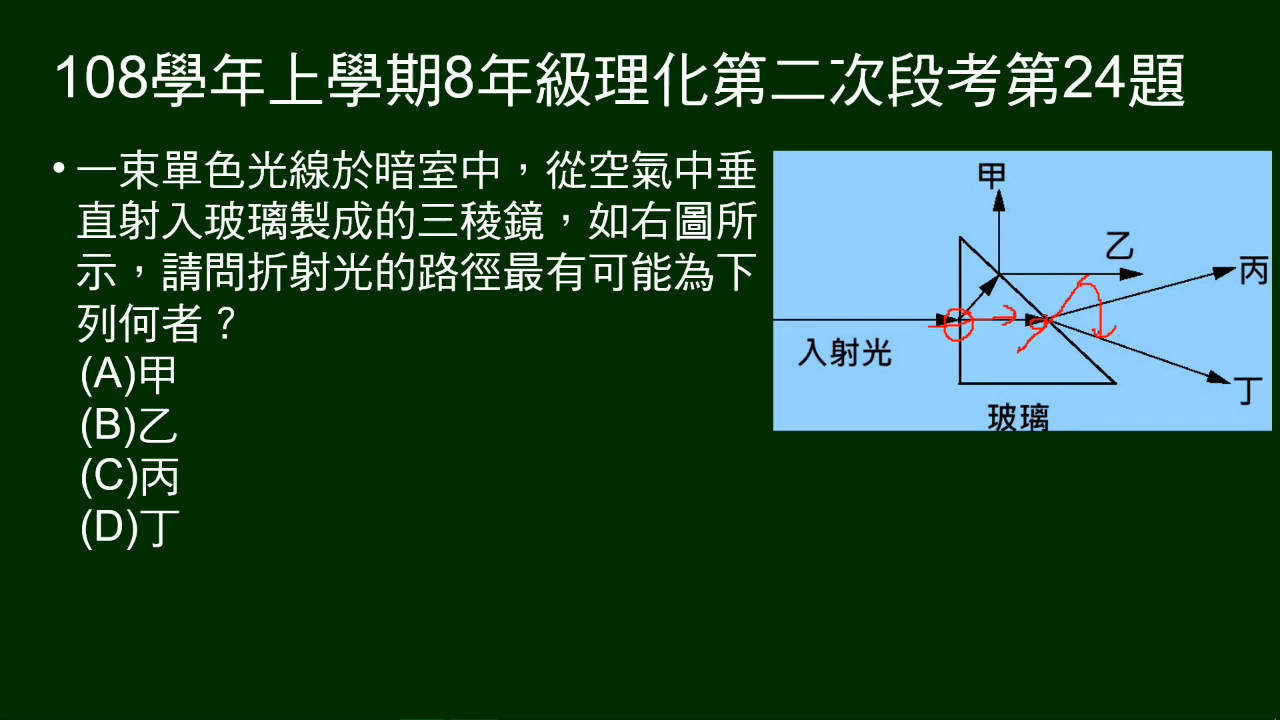 108學年上學期8年級理化第二次段考第24題
• 一束單色光線於暗室中，從空氣中垂
直射入玻璃製成的三稜鏡，如右圖所
示，請問折射光的路徑最有可能為下
列何者？
(A)甲
(B)乙
(C)丙
(D)丁
甲
乙
丙
入射光
丁
玻璃